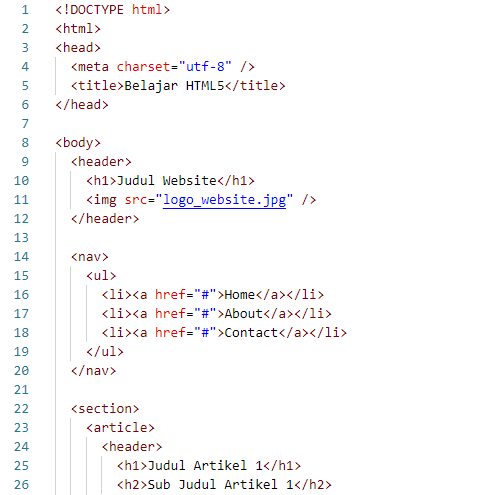 1 <!DOCTYPE html>
2 <html>
3 <head>
4   <meta charset="utf-8" />
5   <title>Belajar HTML5</title>
6 </head>
7
8 <body>
9   <header>
10     <h1>Judul Website</h1>
11     <img src="logo_website.jpg" />
12   </header>
13
14   <nav>
15     <ul>
16       <li><a href="#">Home</a></li>
17       <li><a href="#">About</a></li>
18       <li><a href="#">Contact</a></li>
19     </ul>
20   </nav>
21
22   <section>
23     <article>
24       <header>
25         <h1>Judul Artikel 1</h1>
26         <h2>Sub Judul Artikel 1</h2>